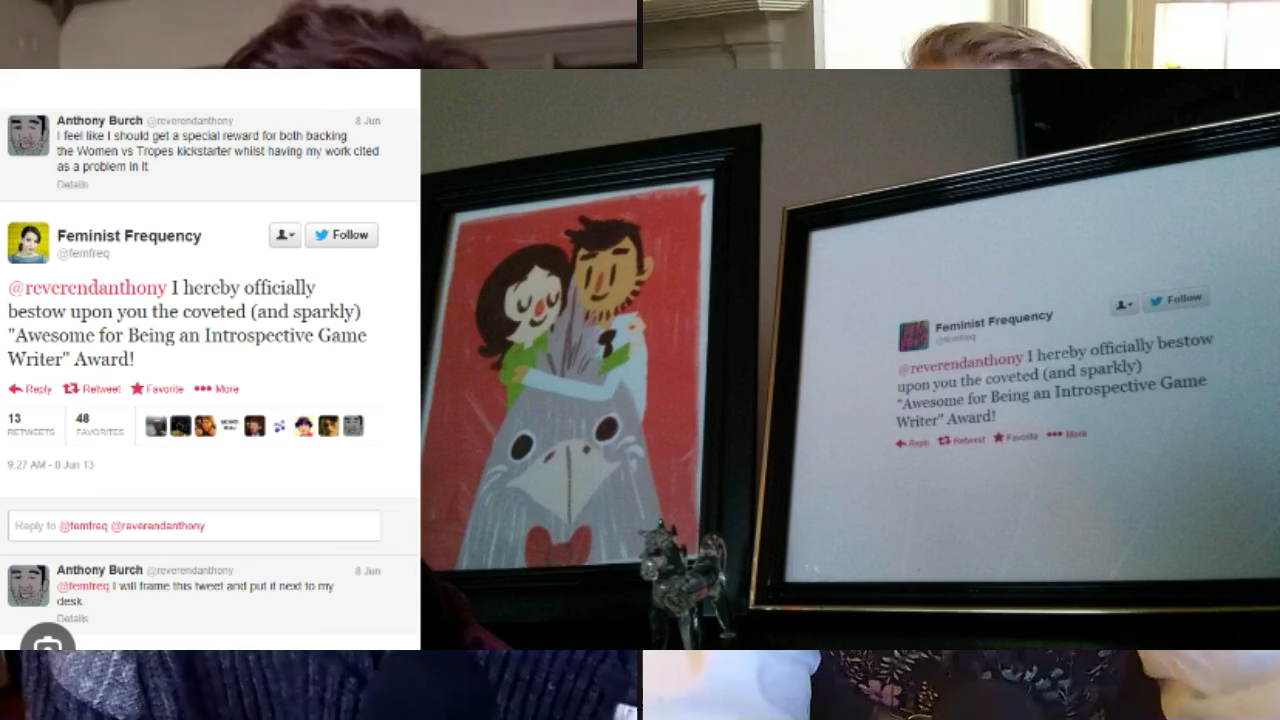 Anthony Burch @reverendanthony 8 Jun
I feel like I should get a special reward for both backing
the Women vs Tropes kickstarter whilst having my work cited
as a problem in it
Details
Feminist Frequency
@femfreq
Follow
@reverendanthony I hereby officially
bestow upon you the coveted (and sparkly)
"Awesome for Being an Introspective Game
Writer" Award!
Reply Retweet Favorite More
13
RETWEETS
48
FAVORITES
9:27 AM - 8 Jun 13
Reply to @femfreq @reverendanthony
Anthony Burch @reverendanthony 8 Jun
@femfreq I will frame this tweet and put it next to my
desk.
Details
Feminist Frequency
@femfreq
Follow
@reverendanthony I hereby officially bestow
upon you the coveted (and sparkly)
"Awesome for Being an Introspective Game
Writer" Award!
Reply Retweet Favorite More